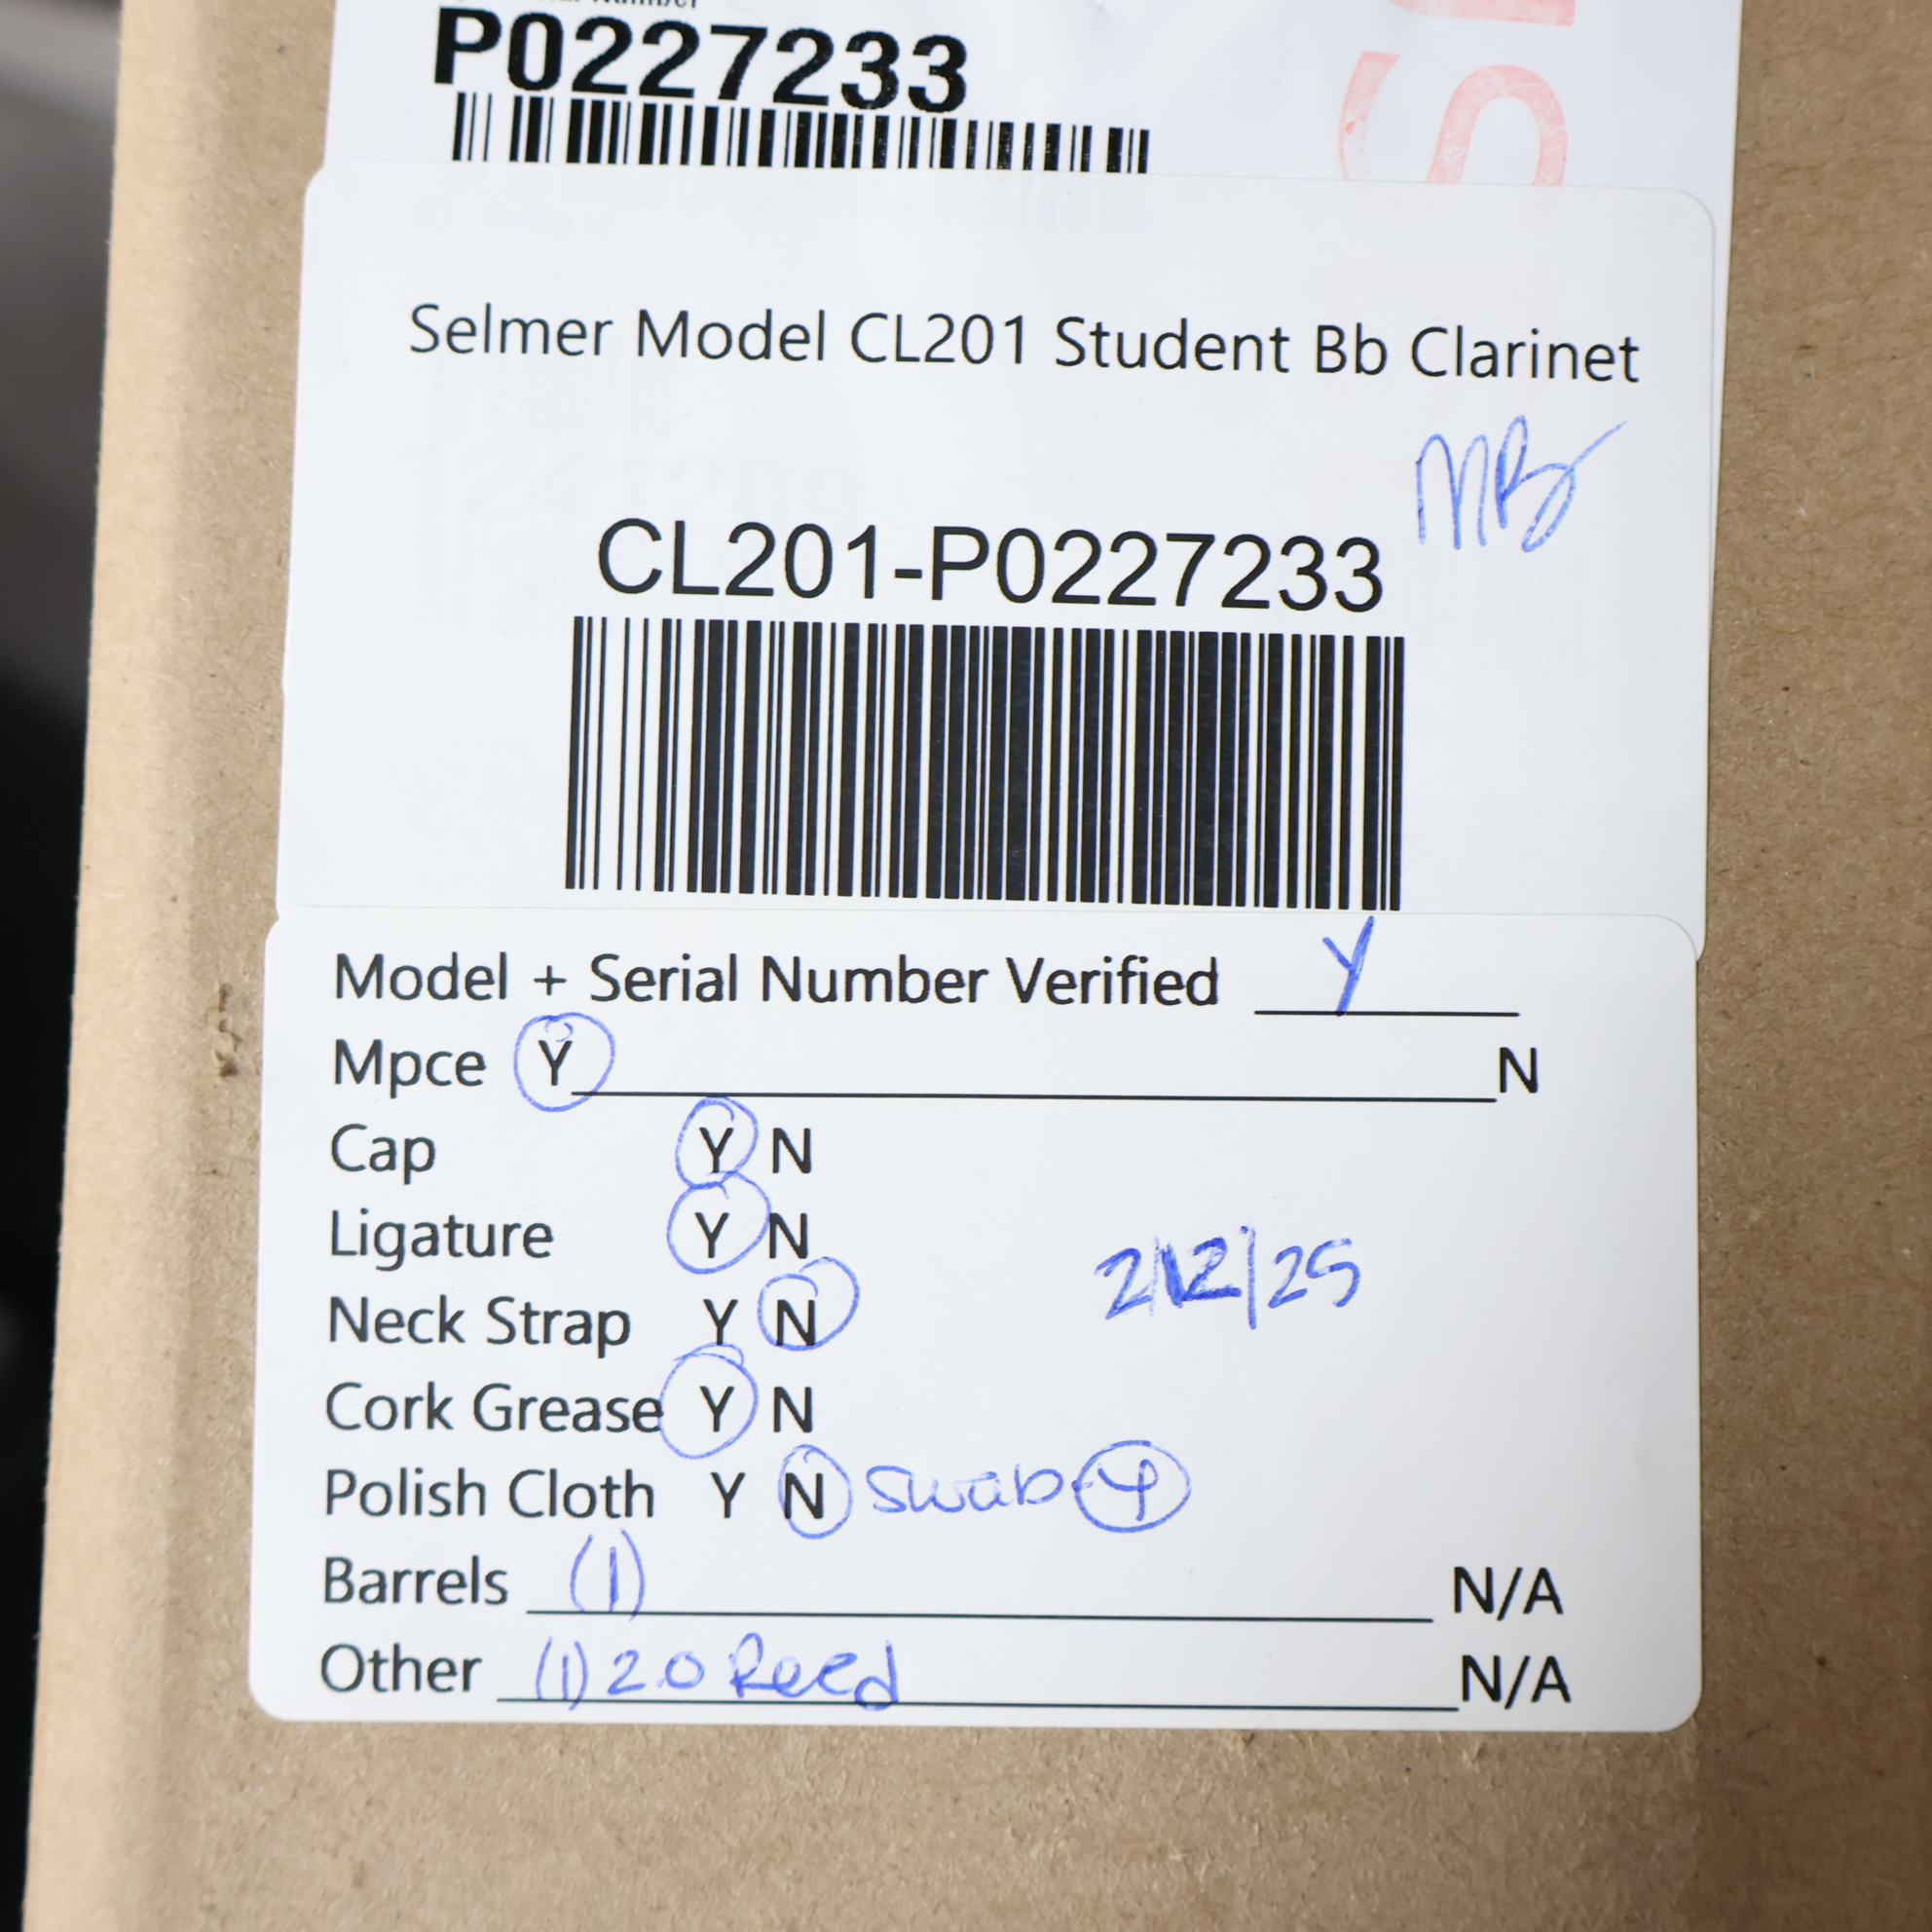 P0227233
Selmer Model CL201 Student Bb Clarinet
MB
CL201-P0227233
Model + Serial Number Verified Y
Mpce Y N
Cap Y N
Ligature Y N
2/12/25
Neck Strap Y N
Cork Grease Y N
Polish Cloth Y N Swab-Y
Barrels (1) N/A
Other (1) 2.0 Reed N/A